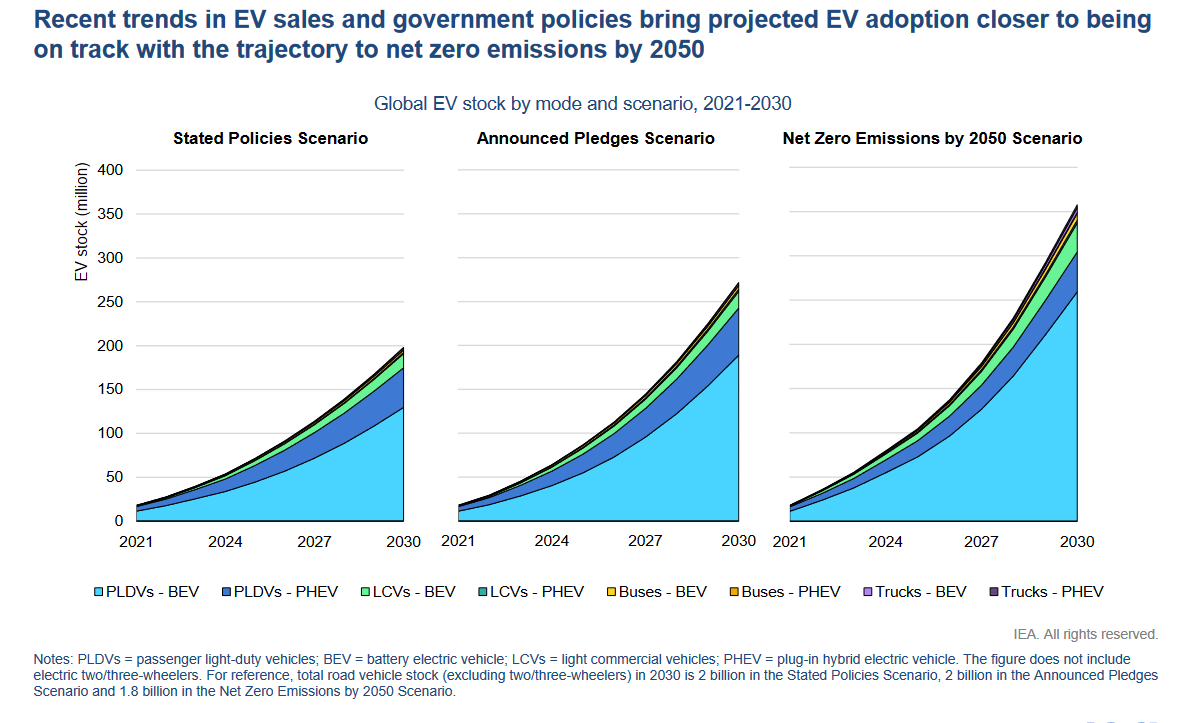 Recent trends in EV sales and government policies bring projected EV adoption closer to being
on track with the trajectory to net zero emissions by 2050
Global EV stock by mode and scenario, 2021-2030
Stated Policies Scenario
Announced Pledges Scenario
Net Zero Emissions by 2050 Scenario
EV stock (million)
400
350
300
250
200
150
100
50
0
2021 2024 2027 2030
2021 2024 2027 2030
2021 2024 2027 2030
PLDVs - BEV PLDVs - PHEV LCVs - BEV LCVs - PHEV Buses - BEV Buses - PHEV Trucks - BEV Trucks - PHEV
IEA. All rights reserved.
Notes: PLDVs = passenger light-duty vehicles; BEV = battery electric vehicle; LCVs = light commercial vehicles; PHEV = plug-in hybrid electric vehicle. The figure does not include
electric two/three-wheelers. For reference, total road vehicle stock (excluding two/three-wheelers) in 2030 is 2 billion in the Stated Policies Scenario, 2 billion in the Announced Pledges
Scenario and 1.8 billion in the Net Zero Emissions by 2050 Scenario.